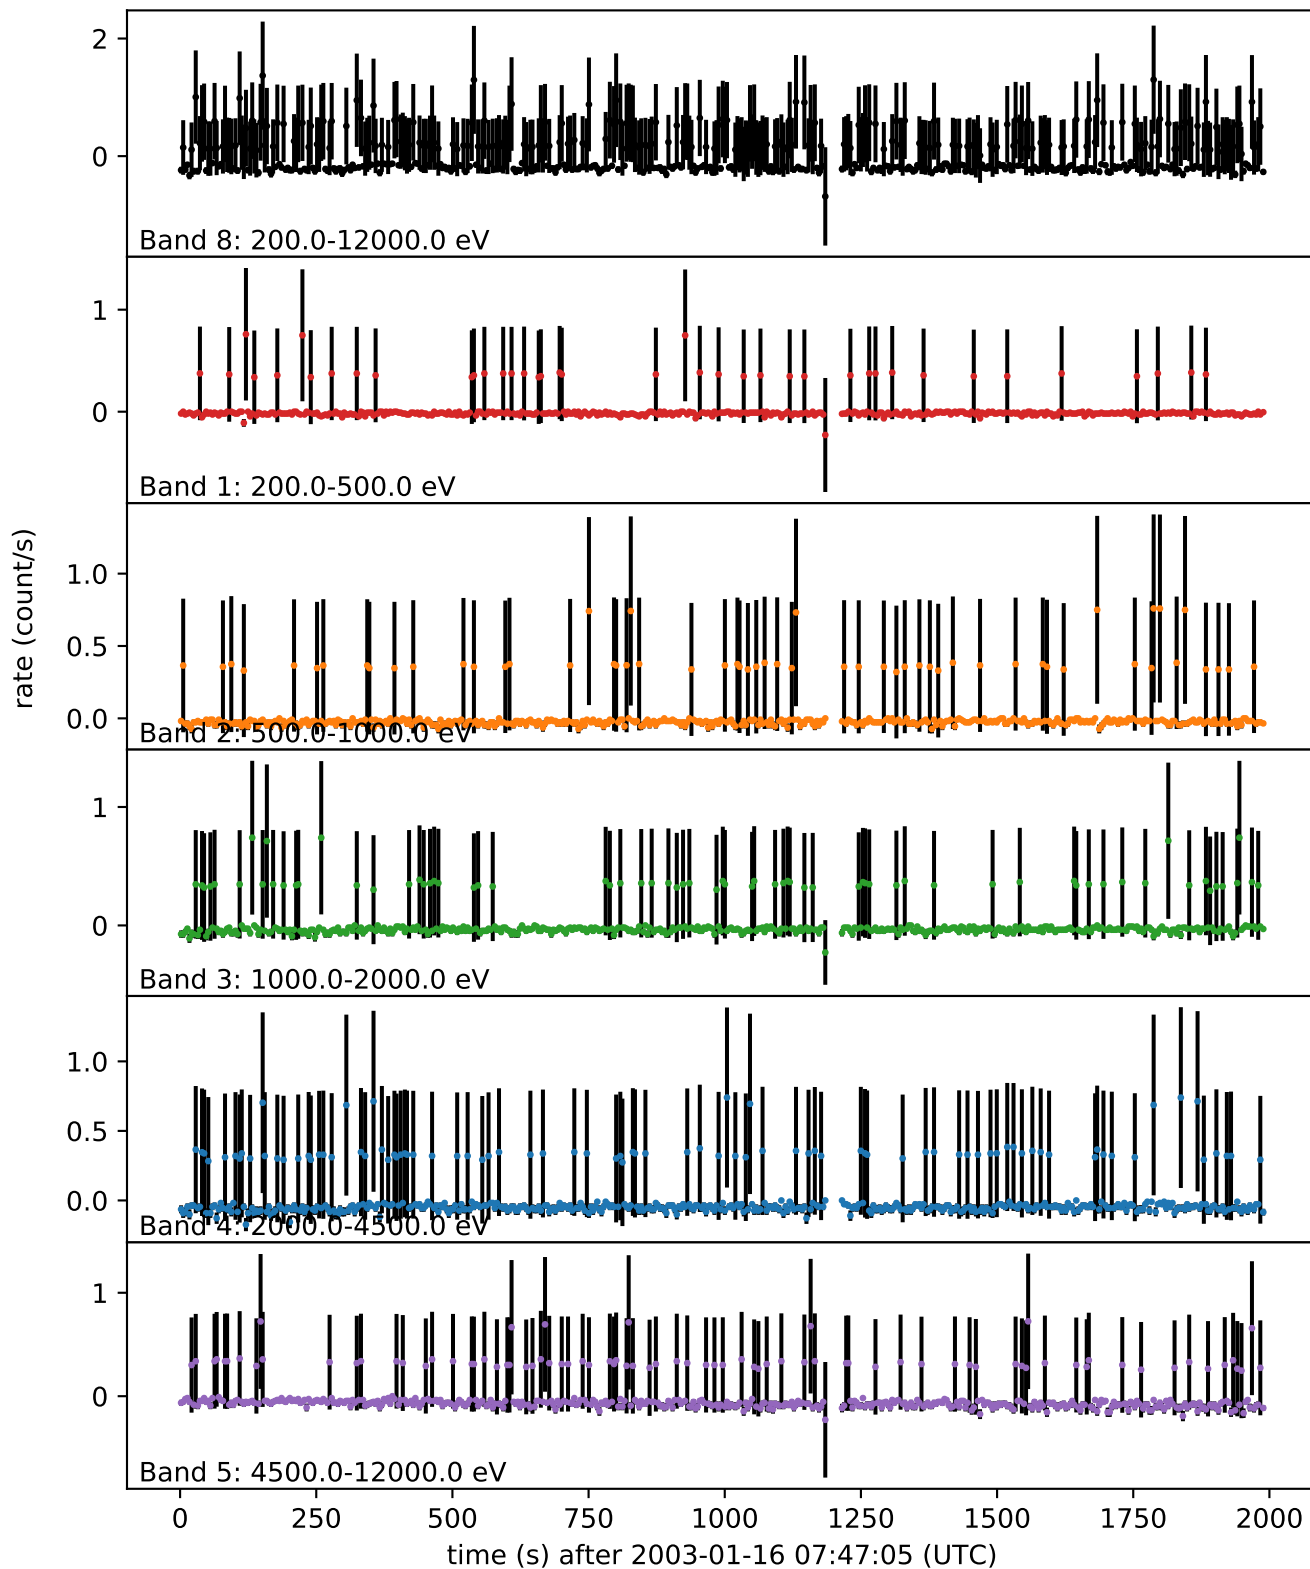 2
0
Band 8: 200.0-12000.0 eV
1
0
Band 1: 200.0-500.0 eV
rate (count/s)
1.0
0.5
0.0
Band 2: 500.0-1000.0 eV
1
0
Band 3: 1000.0-2000.0 eV
1.0
0.5
0.0
Band 4: 2000.0-4500.0 eV
1
0
Band 5: 4500.0-12000.0 eV
0 250 500 750 1000 1250 1500 1750 2000
time (s) after 2003-01-16 07:47:05 (UTC)